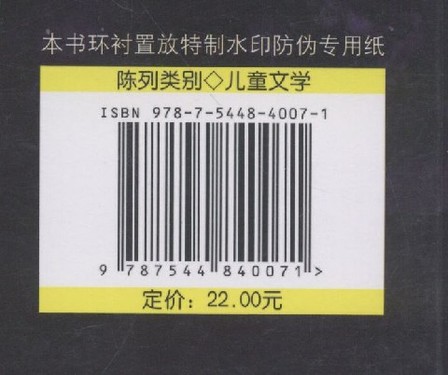 本书环衬置放特制水印防伪专用纸
陈列类别◇儿童文学
ISBN 978-7-5448-4007-1
9 787544 840071 >
定价：22.00元